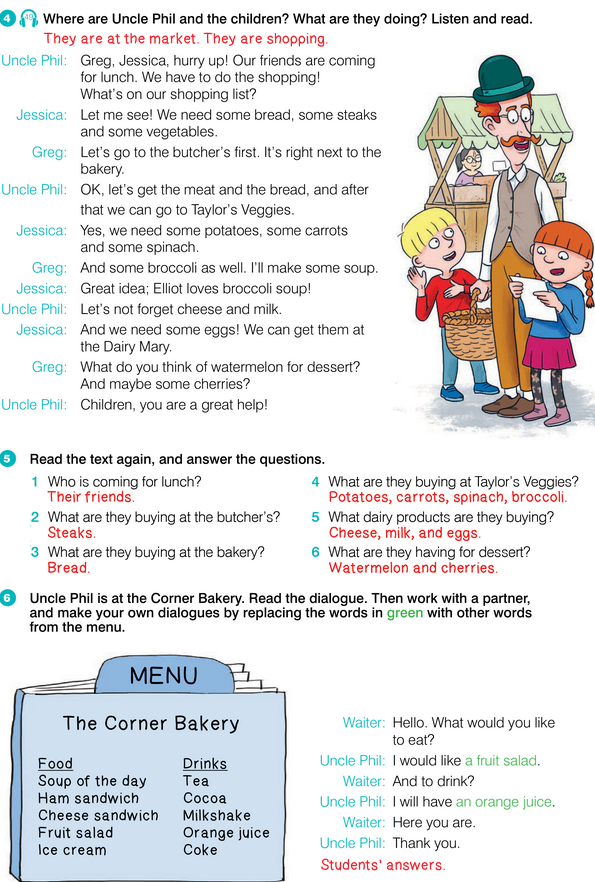 4 Where are Uncle Phil and the children? What are they doing? Listen and read.
They are at the market. They are shopping.
Uncle Phil: Greg, Jessica, hurry up! Our friends are coming
for lunch. We have to do the shopping!
What's on our shopping list?
Jessica: Let me see! We need some bread, some steaks
and some vegetables.
Greg: Let's go to the butcher's first. It's right next to the
bakery.
Uncle Phil: OK, let's get the meat and the bread, and after
that we can go to Taylor's Veggies.
Jessica: Yes, we need some potatoes, some carrots
and some spinach.
Greg: And some broccoli as well. I'll make some soup.
Jessica: Great idea; Elliot loves broccoli soup!
Uncle Phil: Let's not forget cheese and milk.
Jessica: And we need some eggs! We can get them at
the Dairy Mary.
Greg: What do you think of watermelon for dessert?
And maybe some cherries?
Uncle Phil: Children, you are a great help!
5 Read the text again, and answer the questions.
1 Who is coming for lunch?
Their friends.
2 What are they buying at the butcher's?
Steaks.
3 What are they buying at the bakery?
Bread.
4 What are they buying at Taylor's Veggies?
Potatoes, carrots, spinach, broccoli.
5 What dairy products are they buying?
Cheese, milk, and eggs.
6 What are they having for dessert?
Watermelon and cherries.
6 Uncle Phil is at the Corner Bakery. Read the dialogue. Then work with a partner,
and make your own dialogues by replacing the words in green with other words
from the menu.
MENU
The Corner Bakery
Food
Soup of the day
Ham sandwich
Cheese sandwich
Fruit salad
Ice cream
Drinks
Tea
Cocoa
Milkshake
Orange juice
Coke
Waiter: Hello. What would you like
to eat?
Uncle Phil: I would like a fruit salad.
Waiter: And to drink?
Uncle Phil: I will have an orange juice.
Waiter: Here you are.
Uncle Phil: Thank you.
Students' answers.